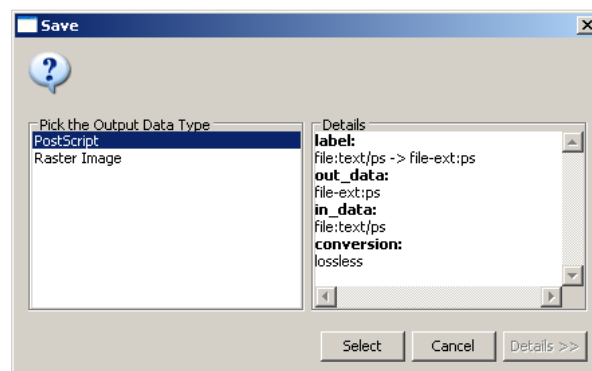 Save
Pick the Output Data Type
PostScript
Raster Image
Details
label:
file:text/ps -> file-ext:ps
out_data:
file-ext:ps
in_data:
file:text/ps
conversion:
lossless
Select
Cancel
Details >>